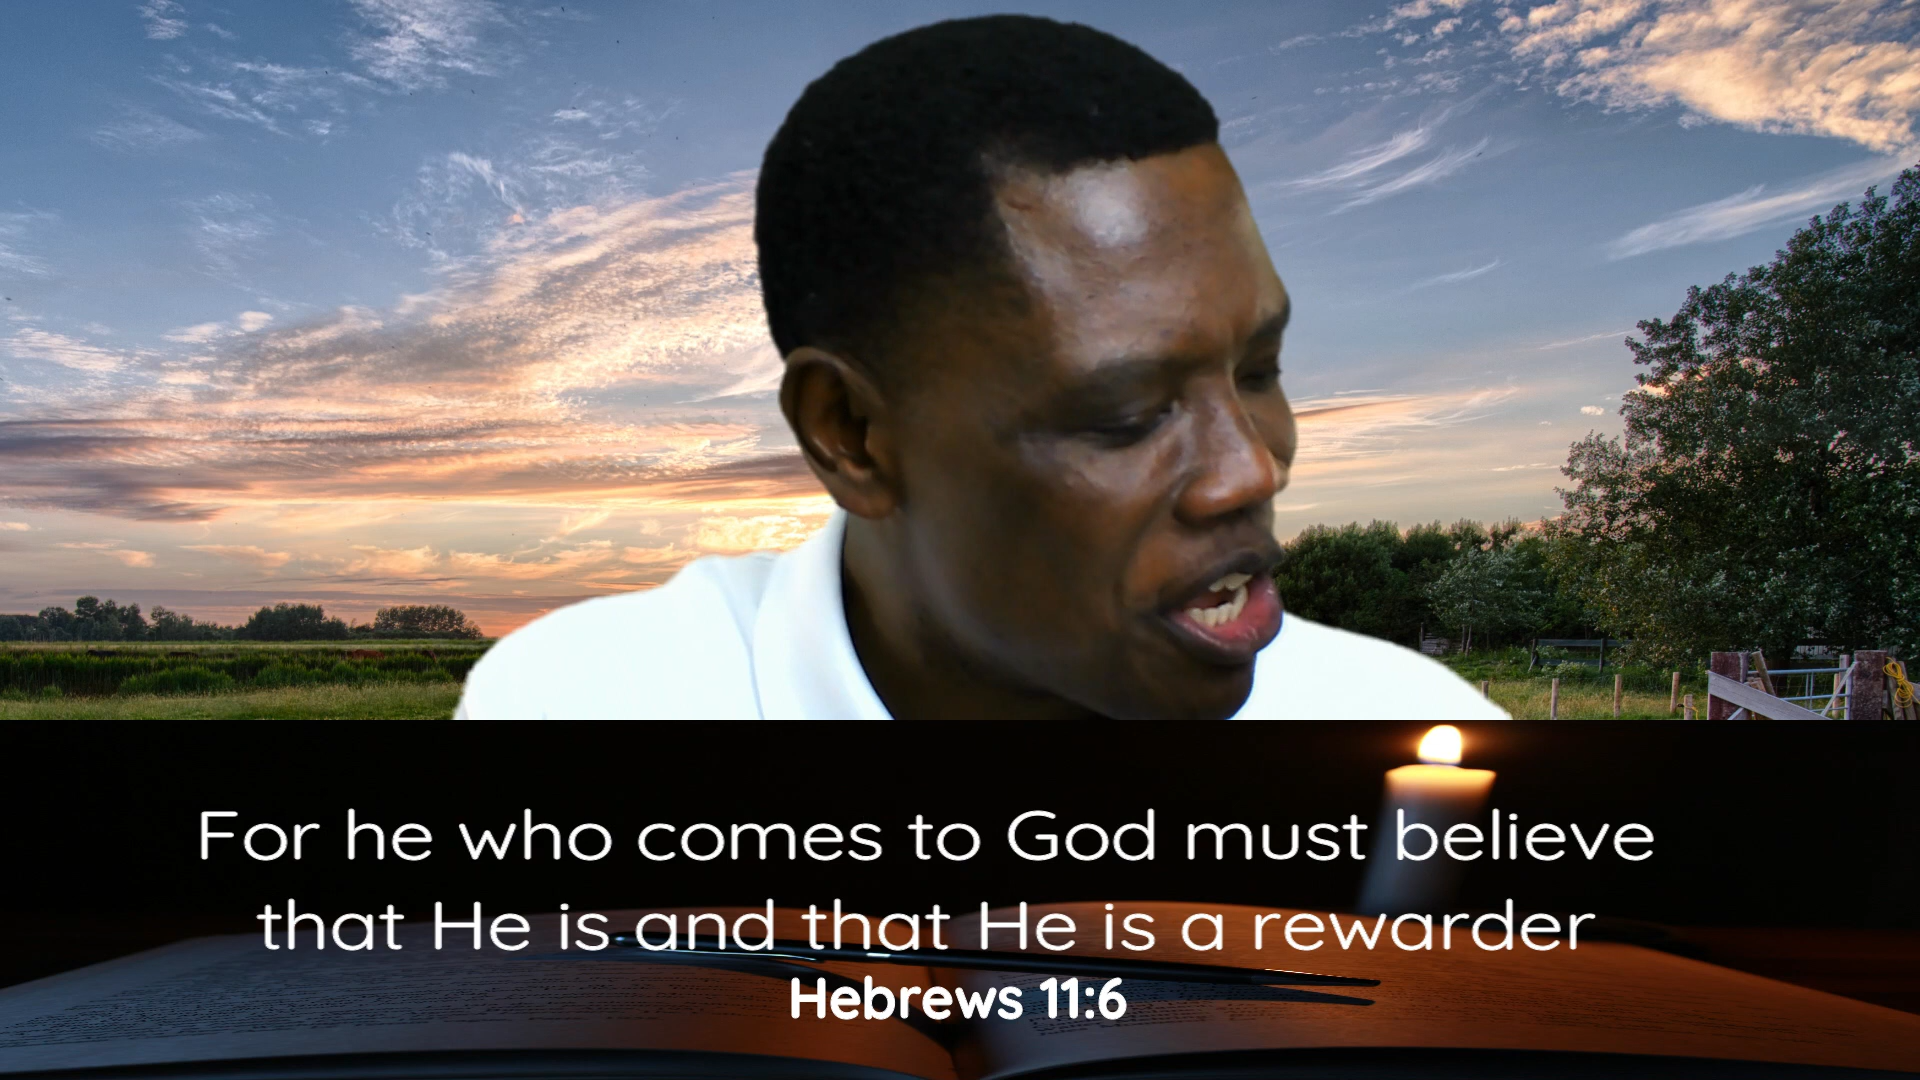 For he who comes to God must believe
that He is and that He is a rewarder
Hebrews 11:6